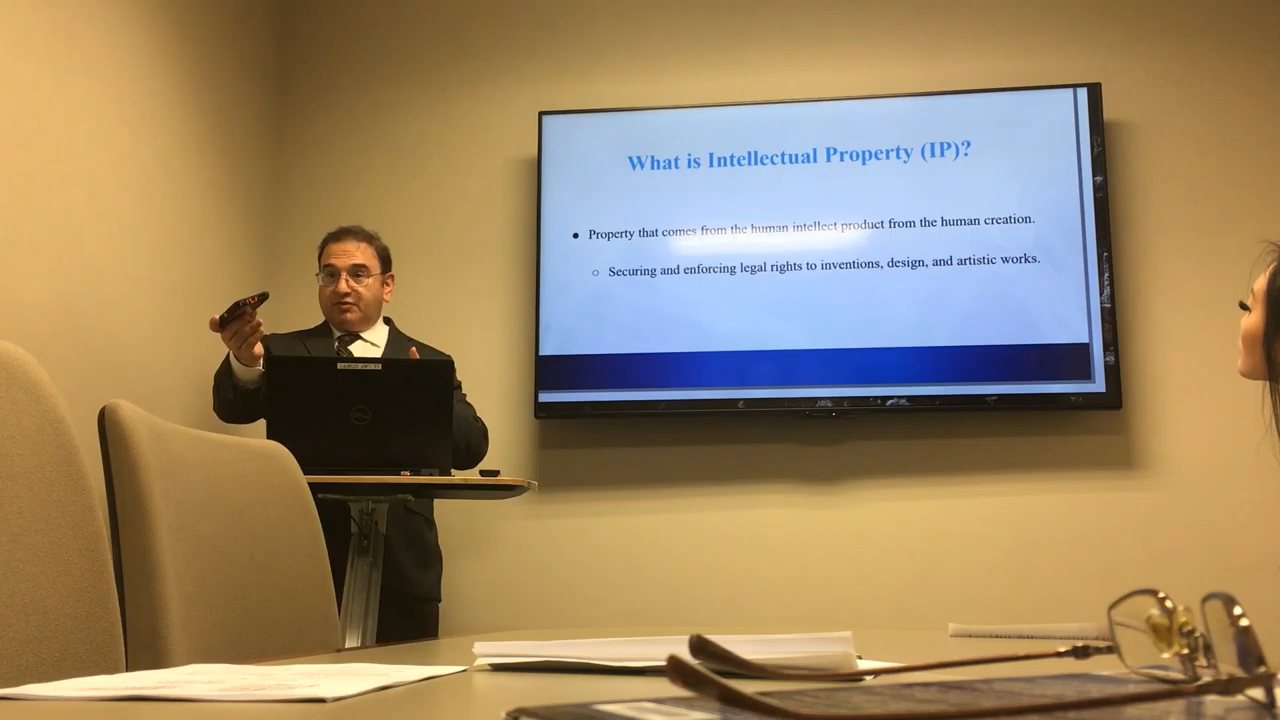 What is Intellectual Property (IP)?
● Property that comes from the human intellect product from the human creation.
○ Securing and enforcing legal rights to inventions, design, and artistic works.
DELL